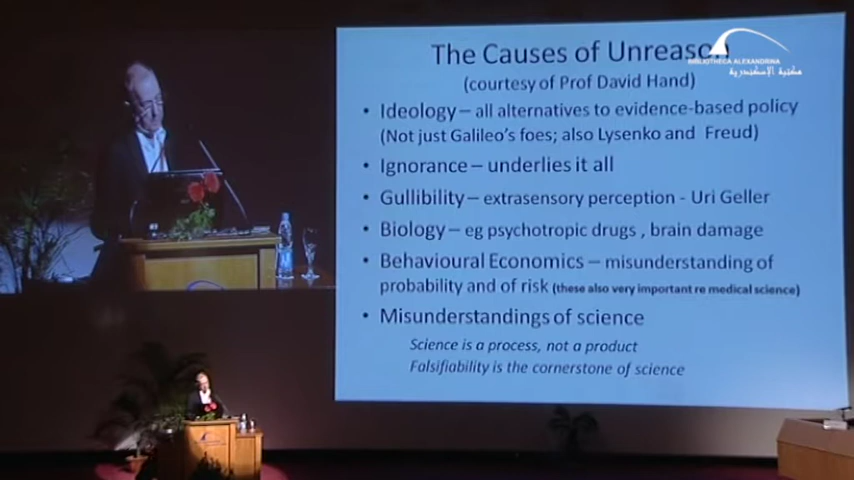 The Causes of Unreason
BIBLIOTHECA ALEXANDRINA
مكتبة الإسكندرية
(courtesy of Prof David Hand)
• Ideology – all alternatives to evidence-based policy
(Not just Galileo's foes; also Lysenko and Freud)
• Ignorance – underlies it all
• Gullibility – extrasensory perception - Uri Geller
• Biology – eg psychotropic drugs , brain damage
• Behavioural Economics – misunderstanding of
probability and of risk (these also very important re medical science)
• Misunderstandings of science
Science is a process, not a product
Falsifiability is the cornerstone of science